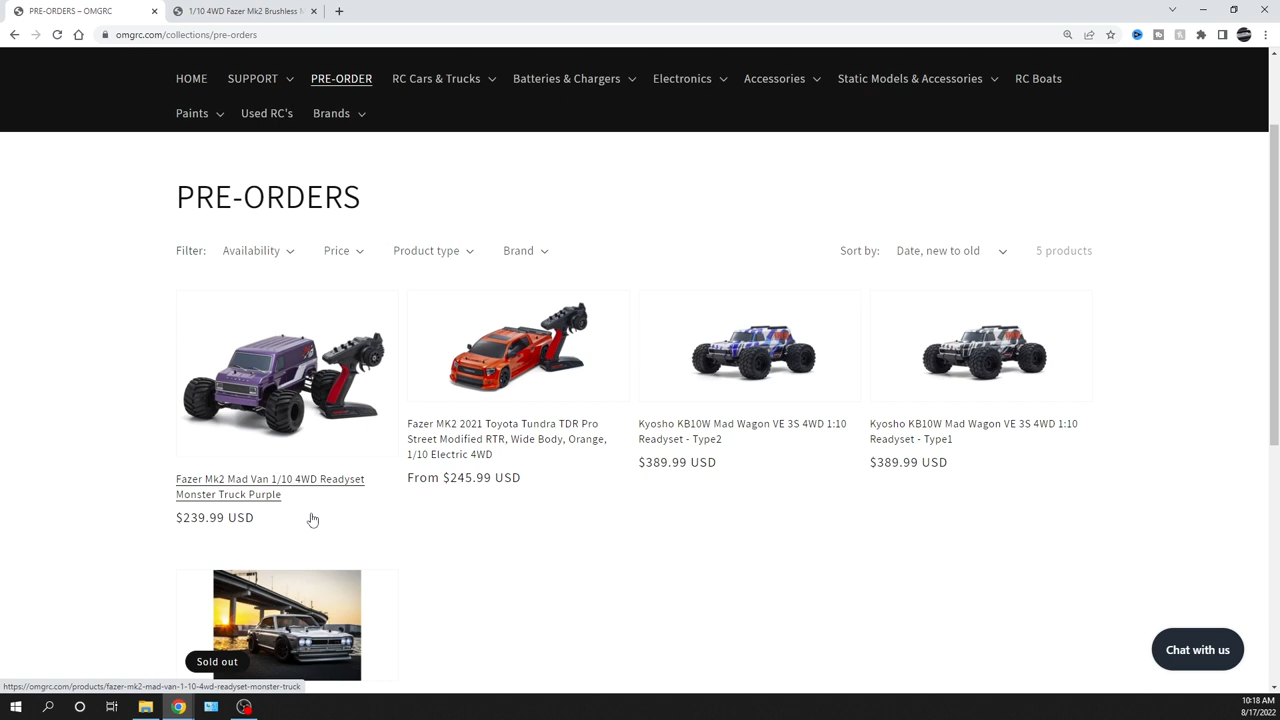 PRE-ORDERS – OMGRC
1/10 4WD Fazer Mk2 Brushless M
omgrc.com/collections/pre-orders
HOME
SUPPORT
PRE-ORDER
RC Cars & Trucks
Batteries & Chargers
Electronics
Accessories
Static Models & Accessories
RC Boats
Paints
Used RC's
Brands
PRE-ORDERS
Filter:
Availability
Price
Product type
Brand
Sort by:
Date, new to old
5 products
Fazer Mk2 Mad Van 1/10 4WD Readyset
Monster Truck Purple
$239.99 USD
Fazer MK2 2021 Toyota Tundra TDR Pro
Street Modified RTR, Wide Body, Orange,
1/10 Electric 4WD
From $245.99 USD
Kyosho KB10W Mad Wagon VE 3S 4WD 1:10
Readyset - Type2
$389.99 USD
Kyosho KB10W Mad Wagon VE 3S 4WD 1:10
Readyset - Type1
$389.99 USD
Sold out
Chat with us
https://omgrc.com/products/fazer-mk2-mad-van-1-10-4wd-readyset-monster-truck
10:18 AM
8/17/2022